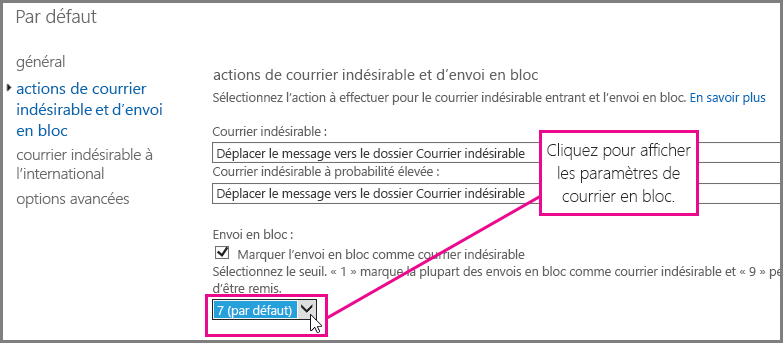 Par défaut
général
actions de courrier
indésirable et d'envoi
en bloc
courrier indésirable à
l'international
options avancées
actions de courrier indésirable et d'envoi en bloc
Sélectionnez l'action à effectuer pour le courrier indésirable entrant et l'envoi en bloc. En savoir plus
Courrier indésirable :
Déplacer le message vers le dossier Courrier indésirable
Courrier indésirable à probabilité élevée :
Déplacer le message vers le dossier Courrier indésirable
Cliquez pour afficher
les paramètres de
courrier en bloc.
Envoi en bloc :
Marquer l'envoi en bloc comme courrier indésirable
Sélectionnez le seuil. « 1 » marque la plupart des envois en bloc comme courrier indésirable et « 9 » pe
d'être remis.
7 (par défaut)